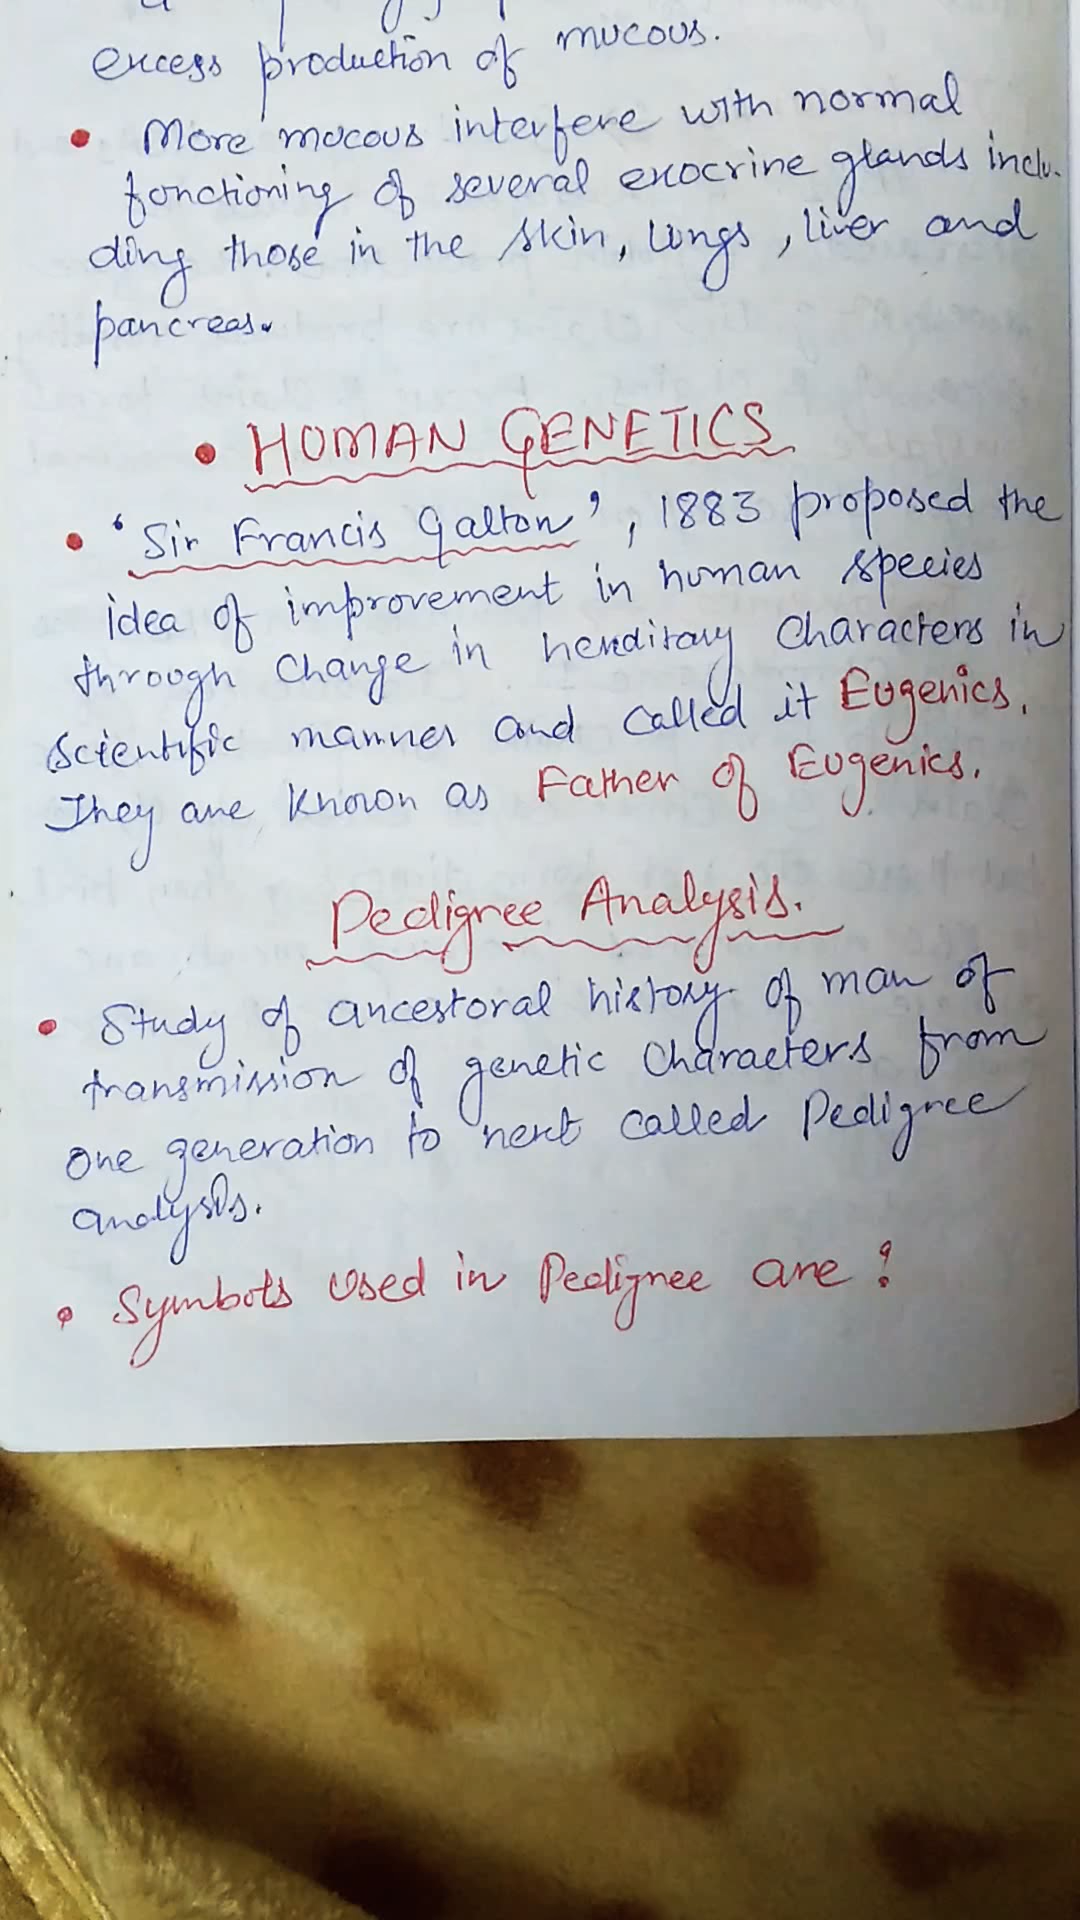 excess production of mucous.
• More mucous interfere with normal
fonctioning of several exocrine glands inclu-
ding those in the skin, lungs, liver and
pancreas.
• HUMAN GENETICS
• 'Sir Francis Galton', 1883 proposed the
idea of improvement in human species
through change in hereditary characters in
scientific manner and called it Eugenics.
They are known as Father of Eugenics.
Pedigree Analysis.
• Study of ancestoral history of man of
transmission of genetic characters from
one generation to next called Pedigree
analysis.
• Symbols used in Pedigree are :